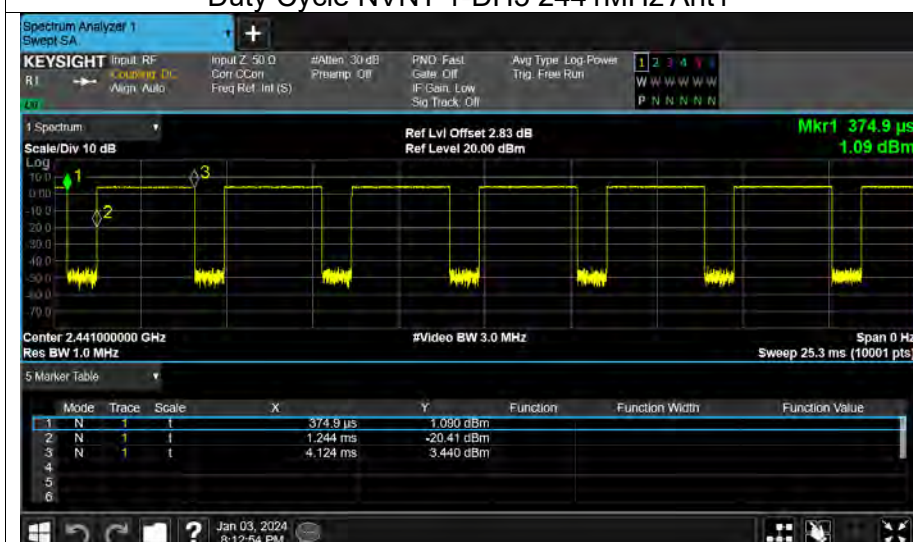 Duty Cycle NVNT 1-DH5 2441MHz Ant1
Spectrum Analyzer 1
Swept SA
+
KEYSIGHT Input: RF Input Z: 50 Ω #Atten: 30 dB PNO: Fast Avg Type: Log-Power 1 2 3 4 5 6
R1 Coupling: DC Corr CCorr Preamp: Off Gate: Off Trig: Free Run W W W W W W
Align: Auto Freq Ref: Int (S) IF Gain: Low
Sig Track: Off P N N N N N
1 Spectrum Ref Lvl Offset 2.83 dB Mkr1 374.9 µs
Scale/Div 10 dB Ref Level 20.00 dBm 1.09 dBm
Log
10.0
0.00
-10.0
-20.0
-30.0
-40.0
-50.0
-60.0
-70.0
1
2
3
Center 2.441000000 GHz #Video BW 3.0 MHz Span 0 Hz
Res BW 1.0 MHz Sweep 25.3 ms (10001 pts)
5 Marker Table
Mode Trace Scale X Y Function Function Width Function Value
1 N 1 t 374.9 µs 1.090 dBm
2 N 1 t 1.244 ms -20.41 dBm
3 N 1 t 4.124 ms 3.440 dBm
4
5
6
? Jan 03, 2024
8:12:54 PM